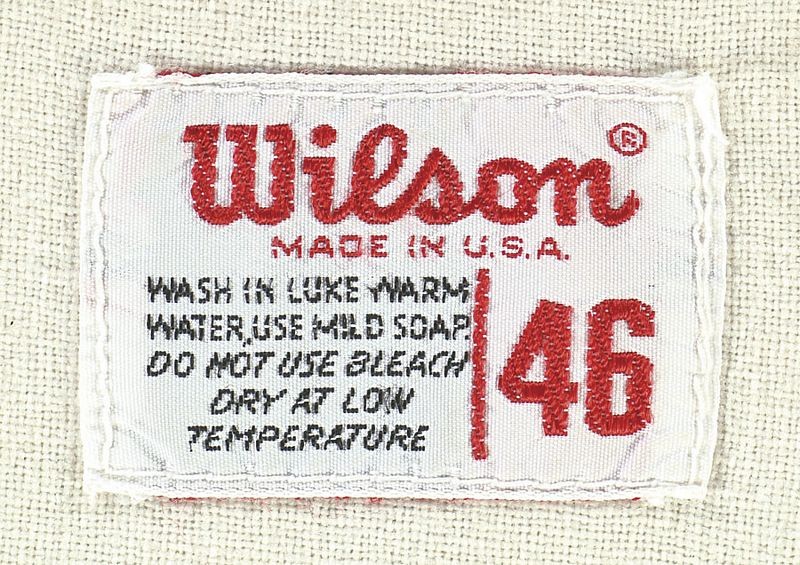 Wilson®
MADE IN U.S.A.
WASH IN LUKE WARM
WATER, USE MILD SOAP.
DO NOT USE BLEACH
DRY AT LOW
TEMPERATURE
46